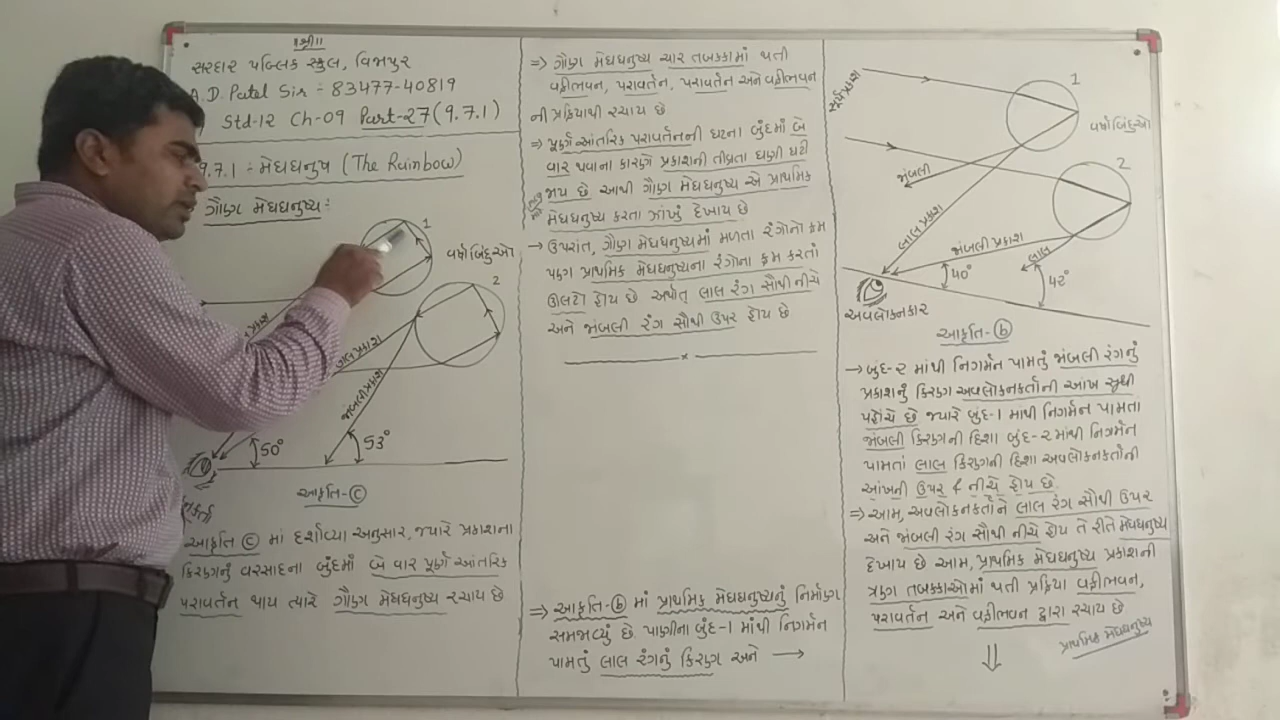 ॥શ્રી॥
સરદાર પબ્લિક સ્કુલ, વિજાપુર
A.D. Patel Sir :- 83477-40819
Std-12 Ch-09 Part-27 (9.7.1)
9.7.1 :- મેઘધનુષ (The Rainbow)
ગૌણ મેઘધનુષ્ય :-
1
વર્ષાબિંદુઓ
2
પ્રકાશ
લાલ પ્રકાશ
જાંબલી પ્રકાશ
50°
53°
આકૃતિ-ⓒ
આકૃતિ ⓒ માં દર્શાવ્યા અનુસાર, જ્યારે પ્રકાશના
કિરણનું વરસાદના બુંદમાં બે વાર પૂર્ણ આંતરિક
પરાવર્તન થાય ત્યારે ગૌણ મેઘધનુષ્ય રચાય છે
⇒ ગૌણ મેઘધનુષ્ય ચાર તબક્કામાં થતી
વક્રીભવન, પરાવર્તન, પરાવર્તન અને વક્રીભવન
ની પ્રક્રિયાથી રચાય છે
⇒ પૂર્ણ આંતરિક પરાવર્તનની ઘટના બુંદમાં બે
વાર થવાના કારણે પ્રકાશની તીવ્રતા ઘણી ઘટી
જાય છે. આથી ગૌણ મેઘધનુષ્ય એ પ્રાથમિક
મેઘધનુષ્ય કરતા ઝાંખું દેખાય છે
→ ઉપરાંત, ગૌણ મેઘધનુષ્યમાં મળતા રંગોનો ક્રમ
પણ પ્રાથમિક મેઘધનુષ્યના રંગોના ક્રમ કરતાં
ઊલટો હોય છે અર્થાત્ લાલ રંગ સૌથી નીચે
અને જાંબલી રંગ સૌથી ઉપર હોય છે
⇒ આકૃતિ-ⓑ માં પ્રાથમિક મેઘધનુષ્યનું નિર્માણ
સમજાવ્યું છે. પાણીના બુંદ-1 માંથી નિર્ગમન
પામતું લાલ રંગનું કિરણ અને →
સૂર્યપ્રકાશ
1
વર્ષાબિંદુઓ
2
જાંબલી
લાલ પ્રકાશ
જાંબલી પ્રકાશ
લાલ
40°
42°
અવલોકનકાર
આકૃતિ-ⓑ
→ બુંદ-૨ માંથી નિર્ગમન પામતું જાંબલી રંગનું
પ્રકાશનું કિરણ અવલોકનકર્તાની આંખ સુધી
પહોંચે છે જ્યારે બુંદ-1 માંથી નિર્ગમન પામતા
જાંબલી કિરણની દિશા બુંદ-૨ માંથી નિર્ગમન
પામતાં લાલ કિરણની દિશા અવલોકનકર્તાની
આંખની ઉપર & નીચે હોય છે.
⇒ આમ, અવલોકનકર્તાને લાલ રંગ સૌથી ઉપર
અને જાંબલી રંગ સૌથી નીચે હોય તે રીતે મેઘધનુષ્ય
દેખાય છે આમ, પ્રાથમિક મેઘધનુષ્ય પ્રકાશની
ત્રણ તબક્કાઓમાં થતી પ્રક્રિયા વક્રીભવન,
પરાવર્તન અને વક્રીભવન દ્વારા રચાય છે
પ્રાથમિક મેઘધનુષ્ય